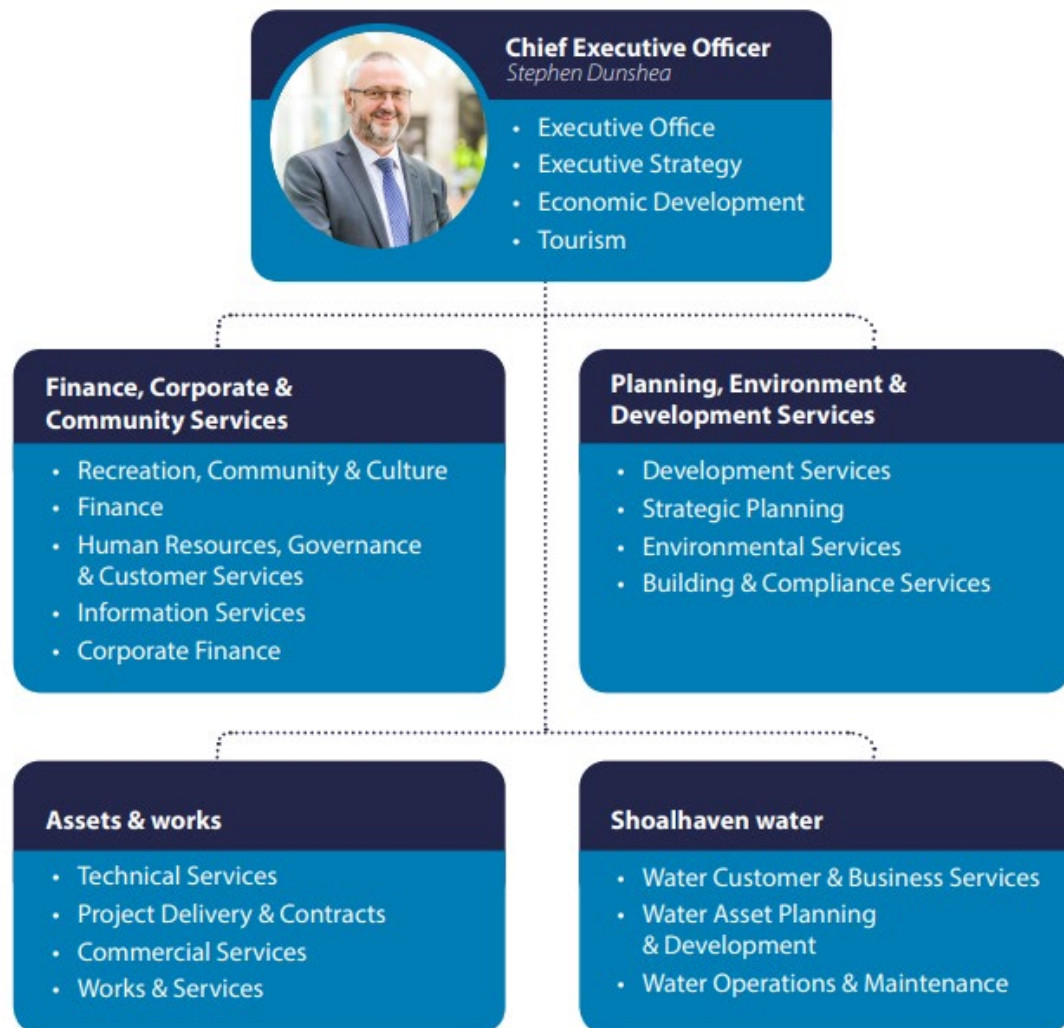 Chief Executive Officer
Stephen Dunshea
• Executive Office
• Executive Strategy
• Economic Development
• Tourism
Finance, Corporate &
Community Services
• Recreation, Community & Culture
• Finance
• Human Resources, Governance
& Customer Services
• Information Services
• Corporate Finance
Planning, Environment &
Development Services
• Development Services
• Strategic Planning
• Environmental Services
• Building & Compliance Services
Assets & works
• Technical Services
• Project Delivery & Contracts
• Commercial Services
• Works & Services
Shoalhaven water
• Water Customer & Business Services
• Water Asset Planning
& Development
• Water Operations & Maintenance